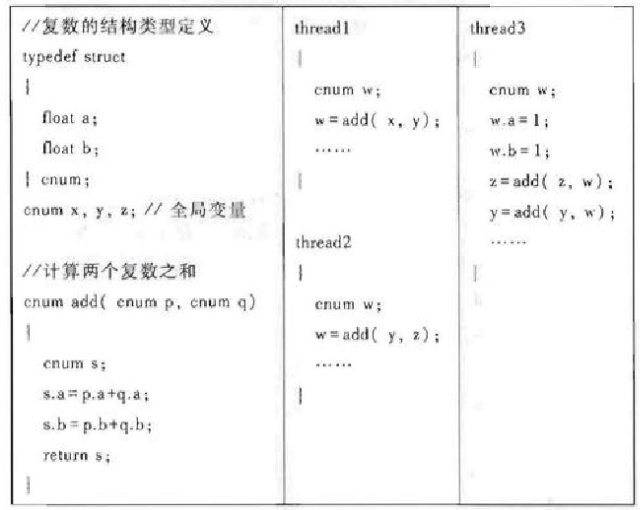 //复数的结构类型定义
typedef struct
{
float a;
float b;
} cnum;
cnum x, y, z; // 全局变量
//计算两个复数之和
cnum add( cnum p, cnum q)
{
cnum s;
s.a=p.a+q.a;
s.b=p.b+q.b;
return s;
}
thread1
{
cnum w;
w=add( x, y);
……
}
thread2
{
cnum w;
w=add( y, z);
……
}
thread3
{
cnum w;
w.a=1;
w.b=1;
z=add( z, w);
y=add( y, w);
……
}